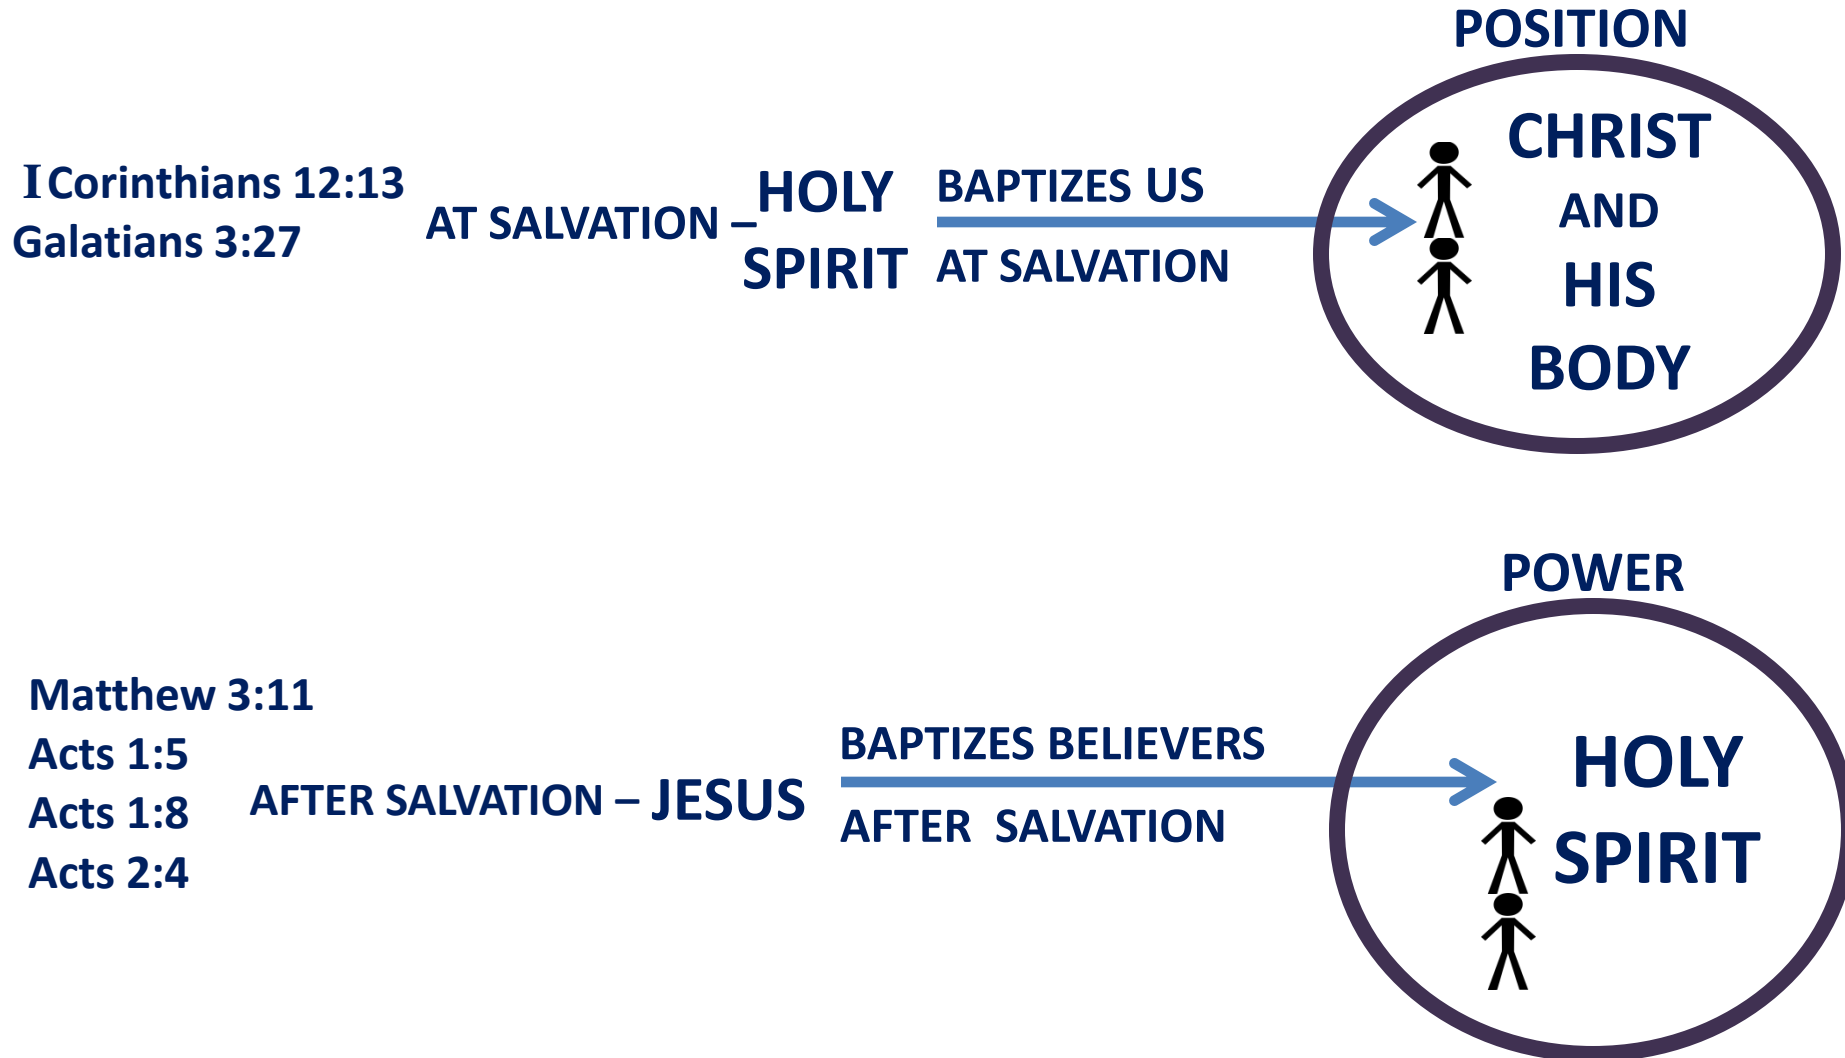 POSITION
I Corinthians 12:13
Galatians 3:27
AT SALVATION –
HOLY
SPIRIT
BAPTIZES US
AT SALVATION
CHRIST
AND
HIS
BODY
POWER
Matthew 3:11
Acts 1:5
Acts 1:8
Acts 2:4
AFTER SALVATION – JESUS
BAPTIZES BELIEVERS
AFTER SALVATION
HOLY
SPIRIT